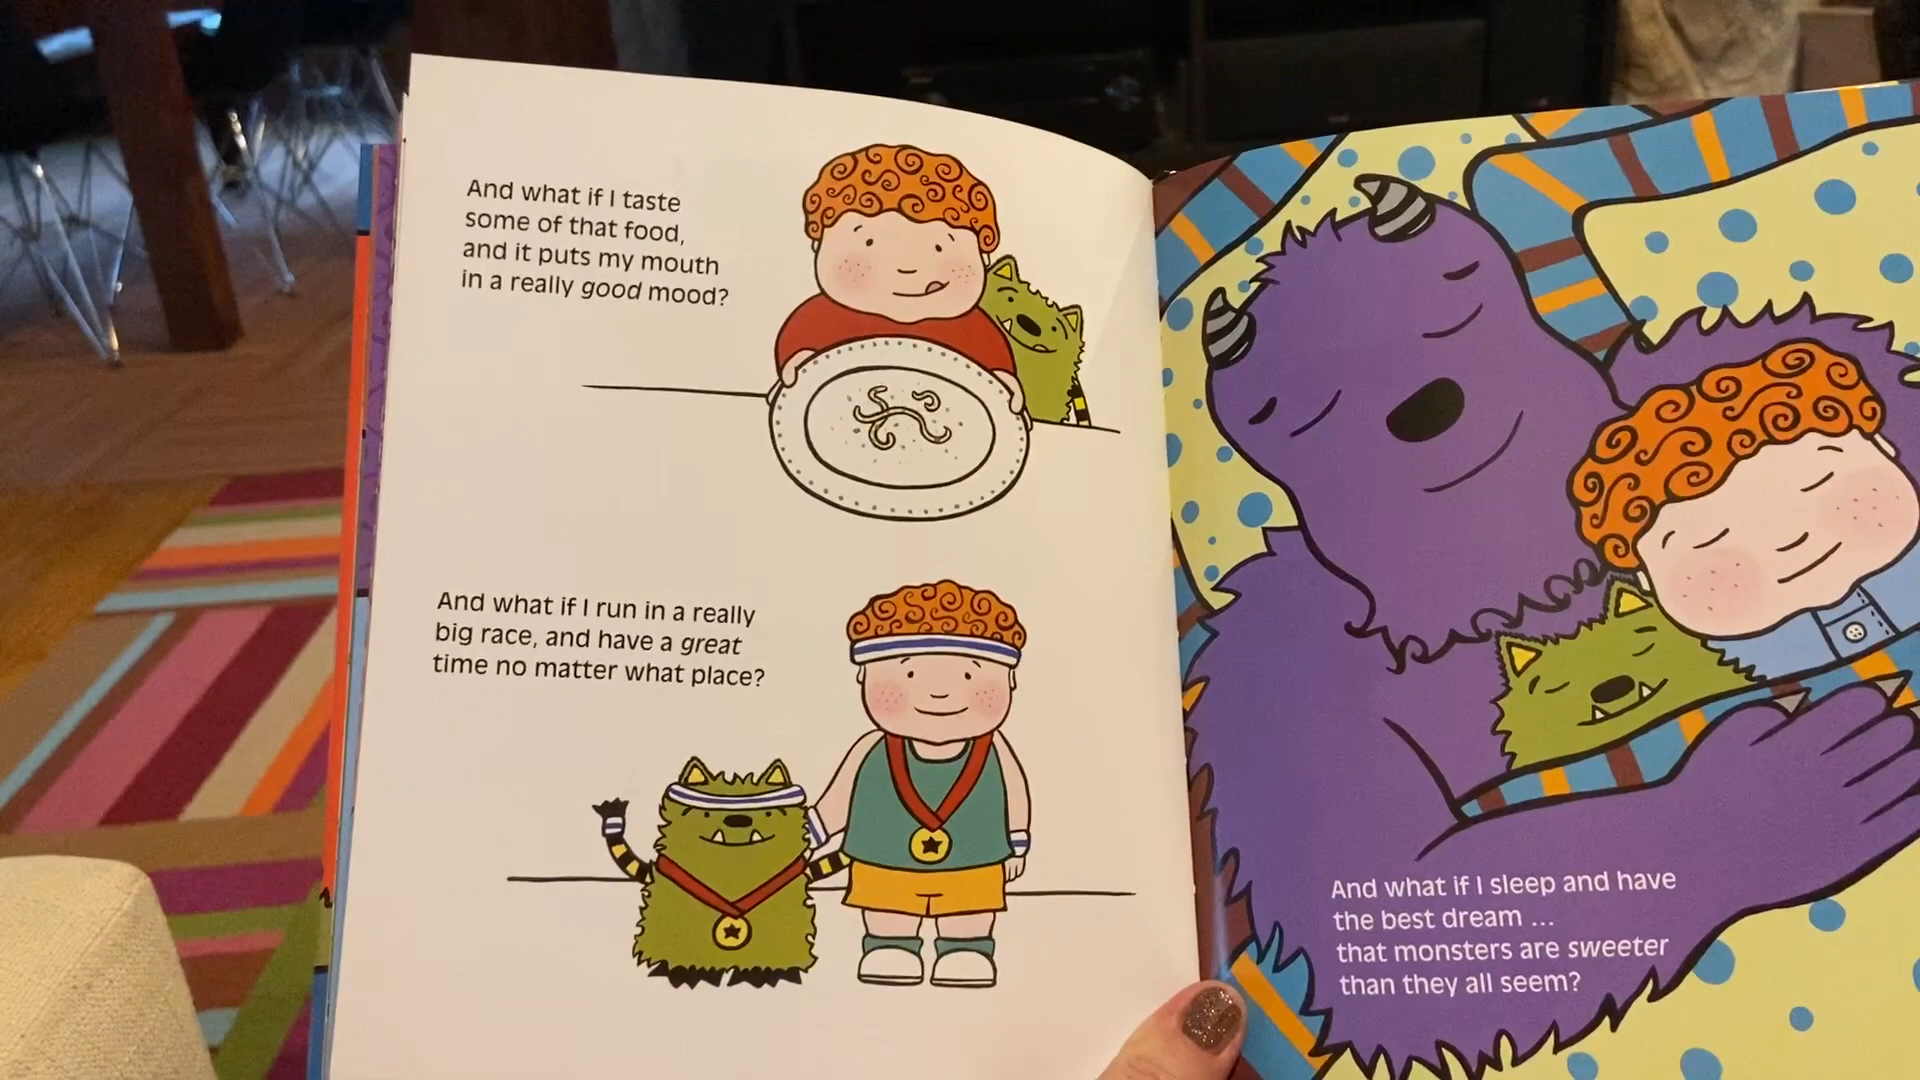 And what if I taste
some of that food,
and it puts my mouth
in a really good mood?
And what if I run in a really
big race, and have a great
time no matter what place?
And what if I sleep and have
the best dream ...
that monsters are sweeter
than they all seem?